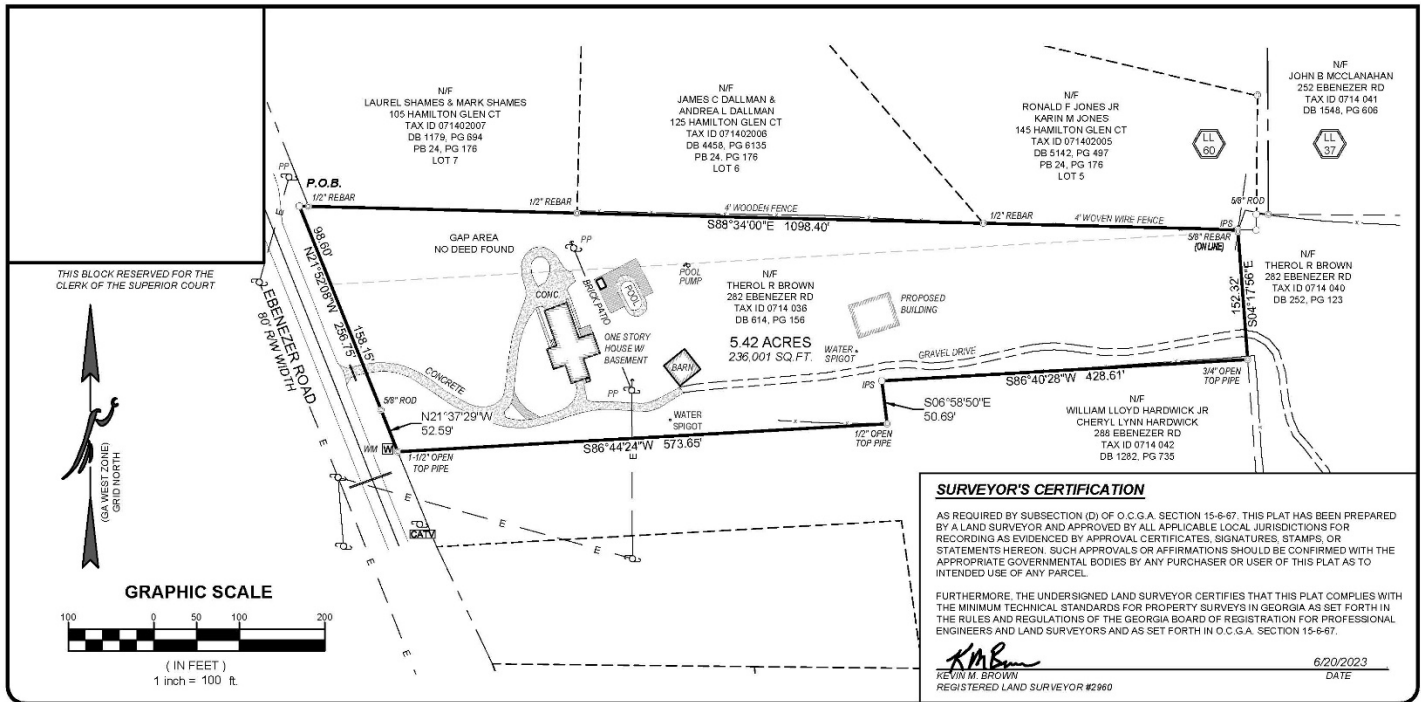 THIS BLOCK RESERVED FOR THE
CLERK OF THE SUPERIOR COURT
N/F
LAUREL SHAMES & MARK SHAMES
105 HAMILTON GLEN CT
TAX ID 071402007
DB 1179, PG 894
PB 24, PG 176
LOT 7
N/F
JAMES C DALLMAN &
ANDREA L DALLMAN
125 HAMILTON GLEN CT
TAX ID 071402006
DB 4458, PG 6135
PB 24, PG 176
LOT 6
N/F
RONALD F JONES JR
KARIN M JONES
145 HAMILTON GLEN CT
TAX ID 071402005
DB 5142, PG 497
PB 24, PG 176
LOT 5
LL
60
LL
37
N/F
JOHN B MCCLANAHAN
252 EBENEZER RD
TAX ID 0714 041
DB 1548, PG 606
PP
P.O.B.
1/2" REBAR
1/2" REBAR
4' WOODEN FENCE
S88°34'00"E 1098.40'
1/2" REBAR
4' WOVEN WIRE FENCE
IPS
5/8" ROD
5/8" REBAR
(ON LINE)
E
98.60'
N21°52'08"W 256.75'
158.15'
GAP AREA
NO DEED FOUND
PP
CONC.
BRICK PATIO
POOL
POOL
PUMP
N/F
THEROL R BROWN
282 EBENEZER RD
TAX ID 0714 036
DB 614, PG 156
5.42 ACRES
236,001 SQ.FT.
PROPOSED
BUILDING
WATER
SPIGOT
152.32'
S04°17'56"E
N/F
THEROL R BROWN
282 EBENEZER RD
TAX ID 0714 040
DB 252, PG 123
EBENEZER ROAD
80' R/W WIDTH
ONE STORY
HOUSE W/
BASEMENT
BARN
GRAVEL DRIVE
CONCRETE
PP
IPS
S86°40'28"W 428.61'
3/4" OPEN
TOP PIPE
5/8" ROD
N21°37'29"W
52.59'
WATER
SPIGOT
S06°58'50"E
50.69'
WM
W
1-1/2" OPEN
TOP PIPE
S86°44'24"W 573.65'
1/2" OPEN
TOP PIPE
N/F
WILLIAM LLOYD HARDWICK JR
CHERYL LYNN HARDWICK
288 EBENEZER RD
TAX ID 0714 042
DB 1282, PG 735
E
E
E
E
E
E
E
E
CATV
(GA WEST ZONE)
GRID NORTH
GRAPHIC SCALE
100 0 50 100 200
( IN FEET )
1 inch = 100 ft.
SURVEYOR'S CERTIFICATION
AS REQUIRED BY SUBSECTION (D) OF O.C.G.A. SECTION 15-6-67. THIS PLAT HAS BEEN PREPARED
BY A LAND SURVEYOR AND APPROVED BY ALL APPLICABLE LOCAL JURISDICTIONS FOR
RECORDING AS EVIDENCED BY APPROVAL CERTIFICATES, SIGNATURES, STAMPS, OR
STATEMENTS HEREON. SUCH APPROVALS OR AFFIRMATIONS SHOULD BE CONFIRMED WITH THE
APPROPRIATE GOVERNMENTAL BODIES BY ANY PURCHASER OR USER OF THIS PLAT AS TO
INTENDED USE OF ANY PARCEL.
FURTHERMORE, THE UNDERSIGNED LAND SURVEYOR CERTIFIES THAT THIS PLAT COMPLIES WITH
THE MINIMUM TECHNICAL STANDARDS FOR PROPERTY SURVEYS IN GEORGIA AS SET FORTH IN
THE RULES AND REGULATIONS OF THE GEORGIA BOARD OF REGISTRATION FOR PROFESSIONAL
ENGINEERS AND LAND SURVEYORS AND AS SET FORTH IN O.C.G.A. SECTION 15-6-67.
6/20/2023
KEVIN M. BROWN DATE
REGISTERED LAND SURVEYOR #2960